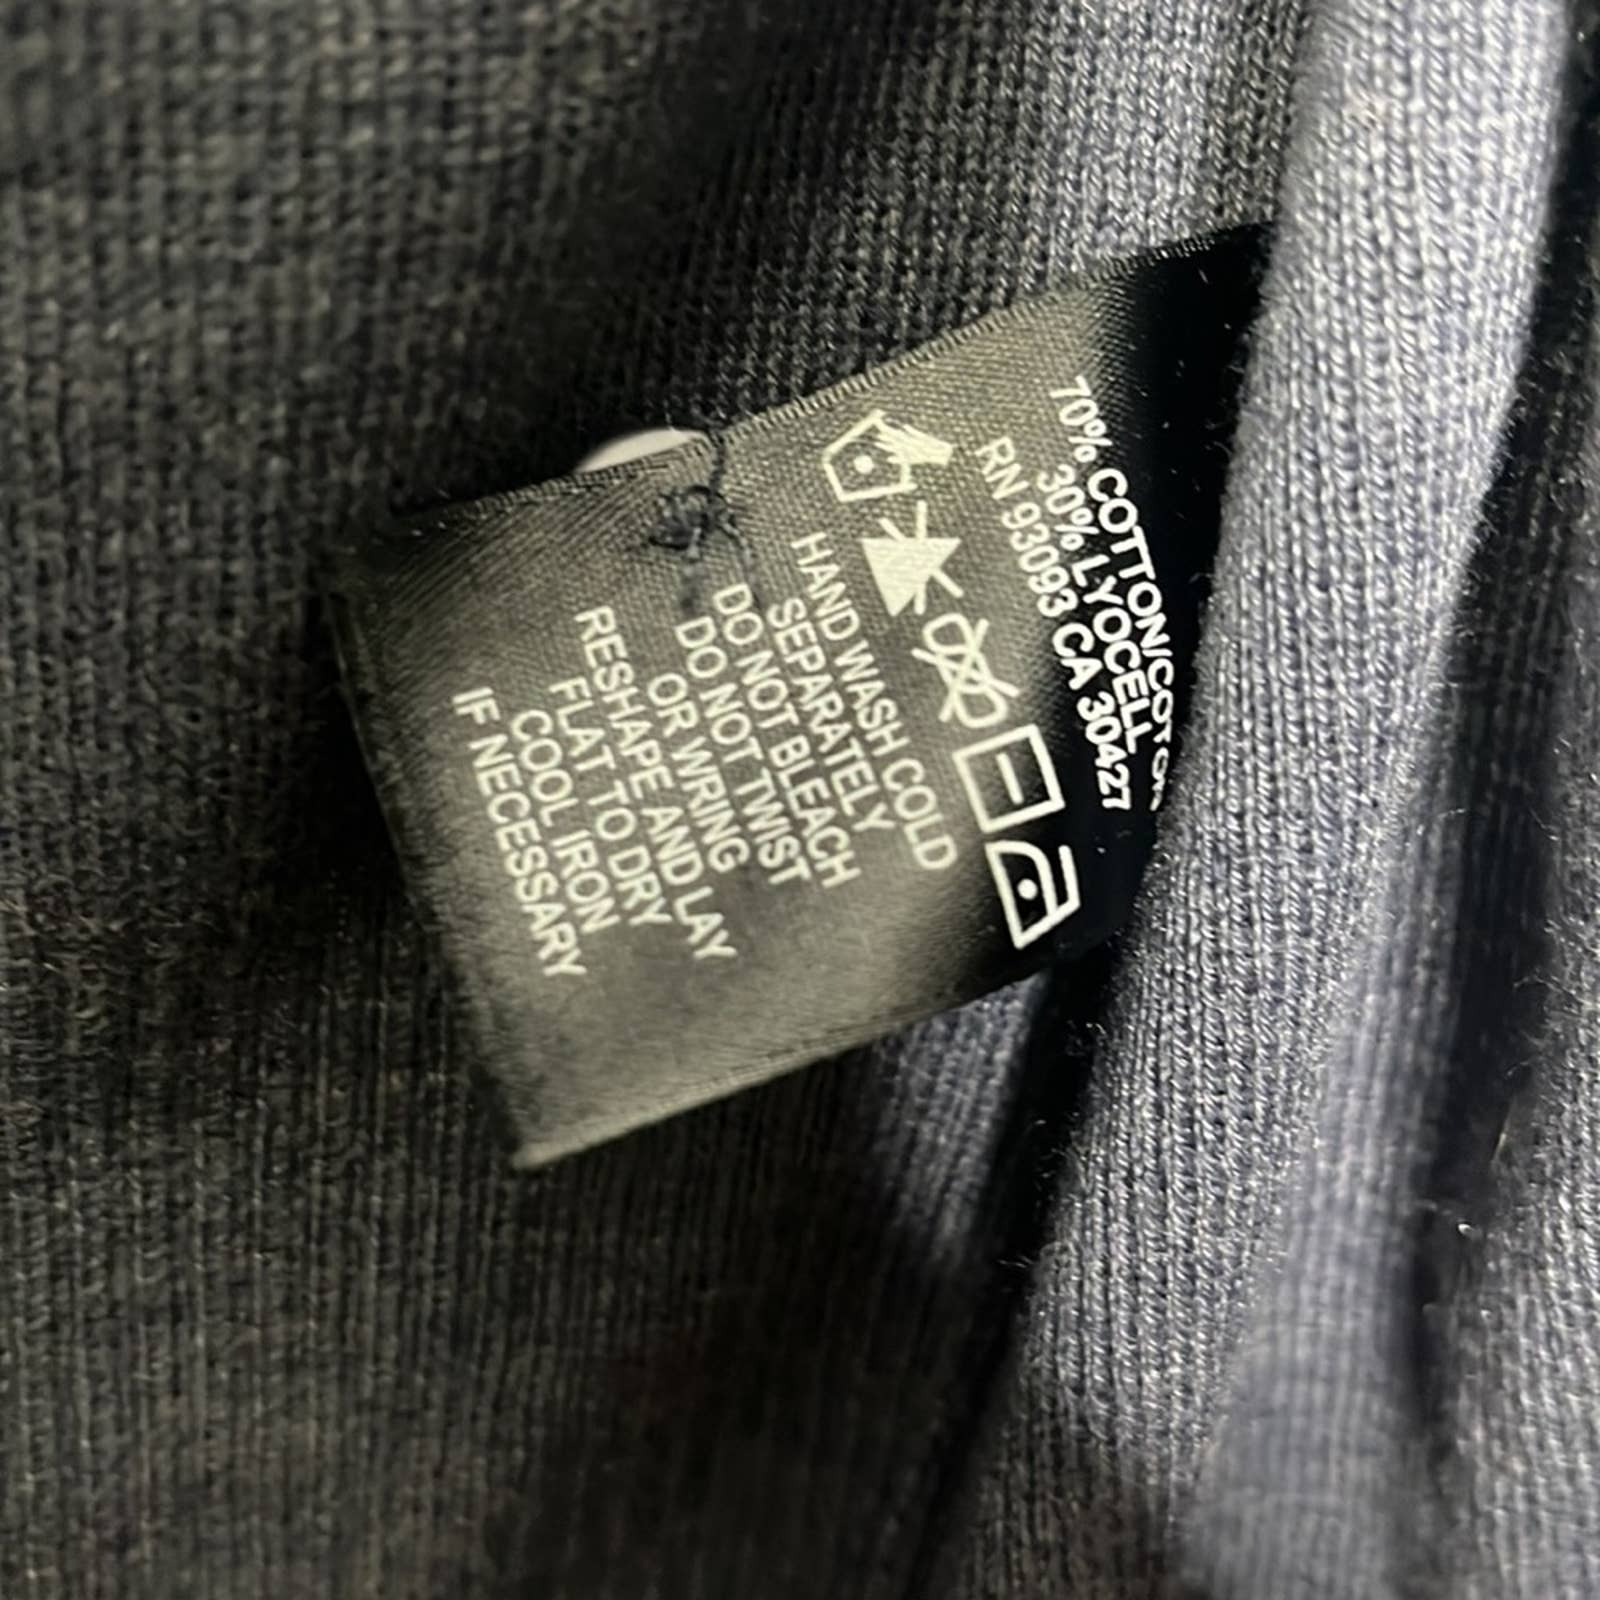 70% COTTON/COTON
30% LYOCELL
RN 93093 CA 30427
HAND WASH COLD
SEPARATELY
DO NOT BLEACH
DO NOT TWIST
OR WRING
RESHAPE AND LAY
FLAT TO DRY
COOL IRON
IF NECESSARY